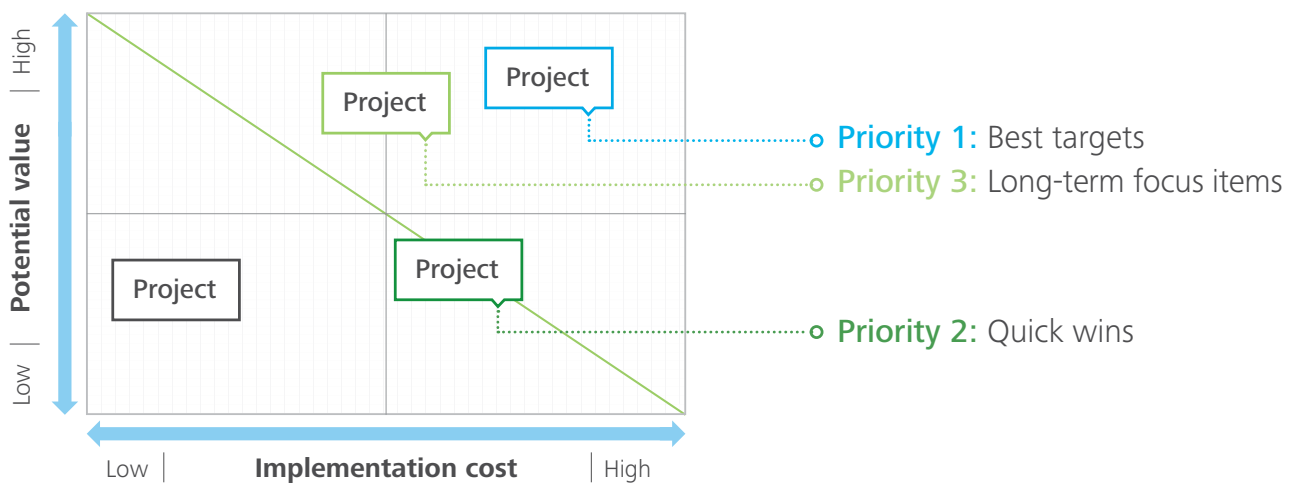 High
Potential value
Low
Project
Project
Project
Project
Priority 1: Best targets
Priority 3: Long-term focus items
Priority 2: Quick wins
Low
Implementation cost
High